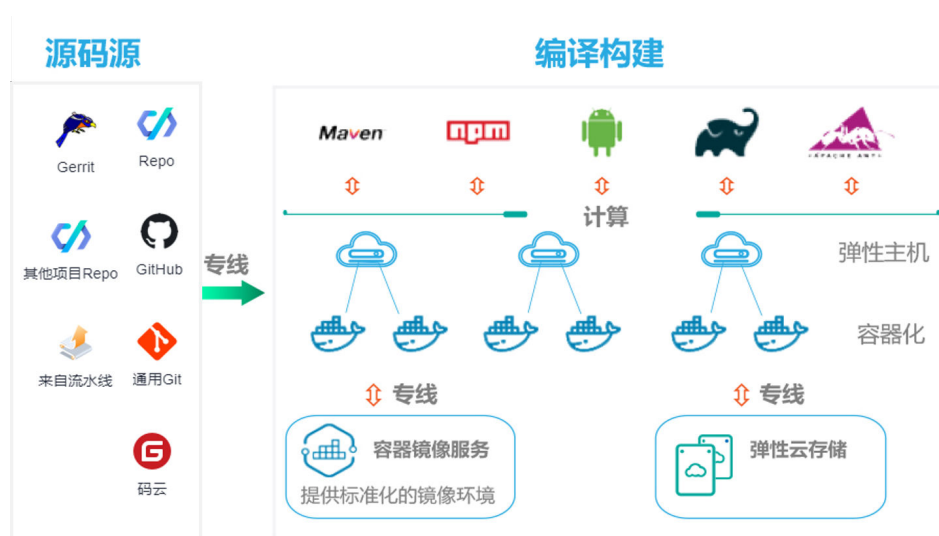 源码源
编译构建
Gerrit
Repo
其他项目Repo
GitHub
来自流水线
通用Git
码云
专线
Maven
npm
APACHE ANT
计算
弹性主机
容器化
专线
专线
容器镜像服务
提供标准化的镜像环境
弹性云存储